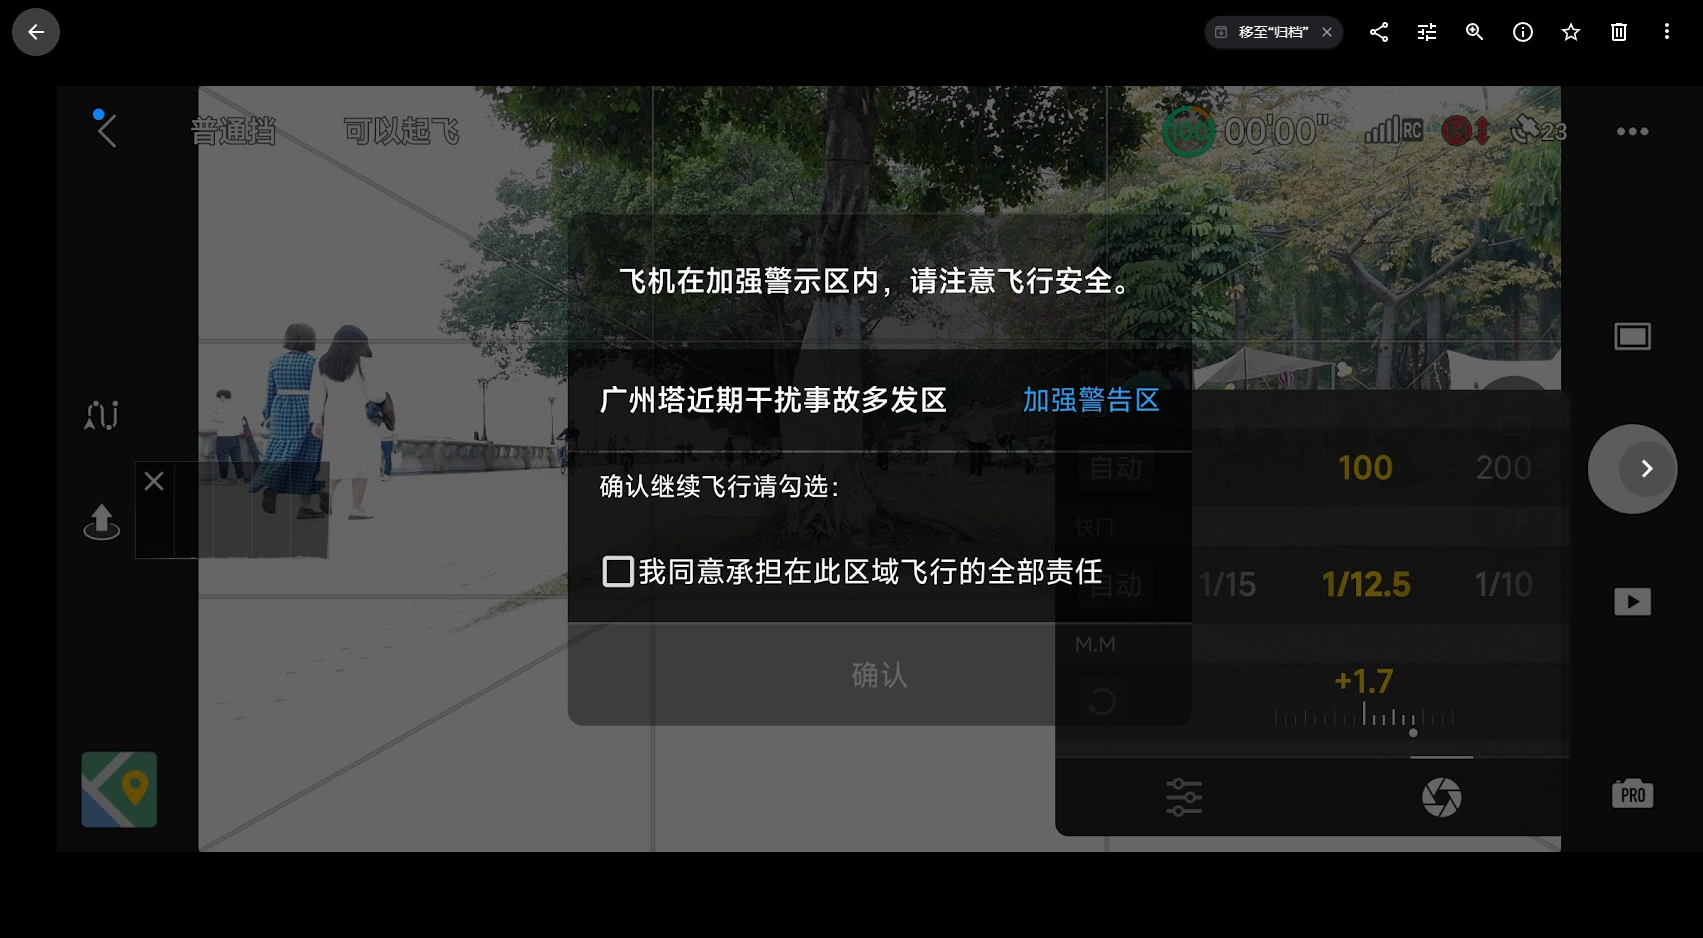 移至“归档”
普通挡 可以起飞 100 00'00" RC 23
飞机在加强警示区内，请注意飞行安全。
广州塔近期干扰事故多发区 加强警告区
自动 100 200
确认继续飞行请勾选：
快门
我同意承担在此区域飞行的全部责任
自动 1/15 1/12.5 1/10
M.M
确认
+1.7
PRO